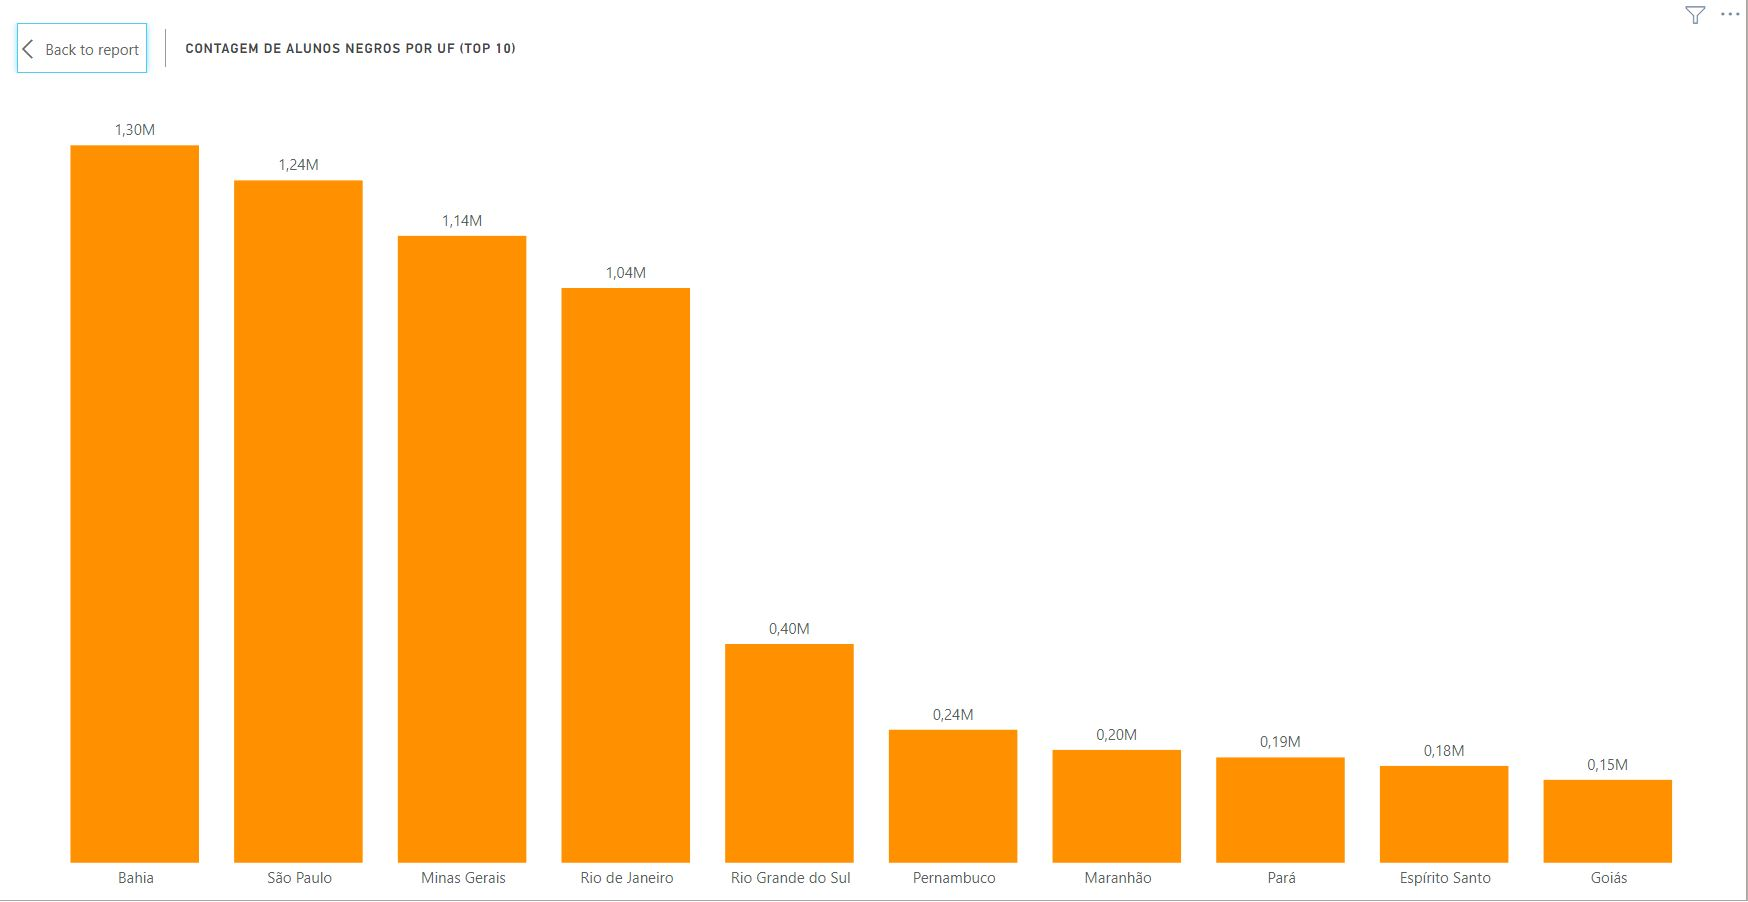 Back to report
CONTAGEM DE ALUNOS NEGROS POR UF (TOP 10)
1,30M
1,24M
1,14M
1,04M
0,40M
0,24M
0,20M
0,19M
0,18M
0,15M
Bahia
São Paulo
Minas Gerais
Rio de Janeiro
Rio Grande do Sul
Pernambuco
Maranhão
Pará
Espírito Santo
Goiás